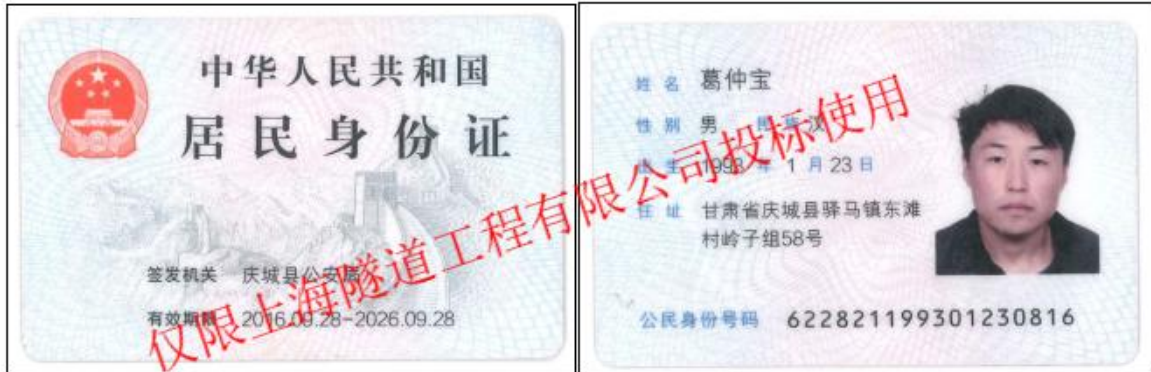 中华人民共和国
居民身份证
签发机关 庆城县公安局
有效期限 2016.09.28-2026.09.28
姓名 葛仲宝
性别 男 民族 汉
出生 1993 年 1 月 23 日
住址 甘肃省庆城县驿马镇东滩
村岭子组58号
公民身份号码 622821199301230816
仅限上海隧道工程有限公司投标使用